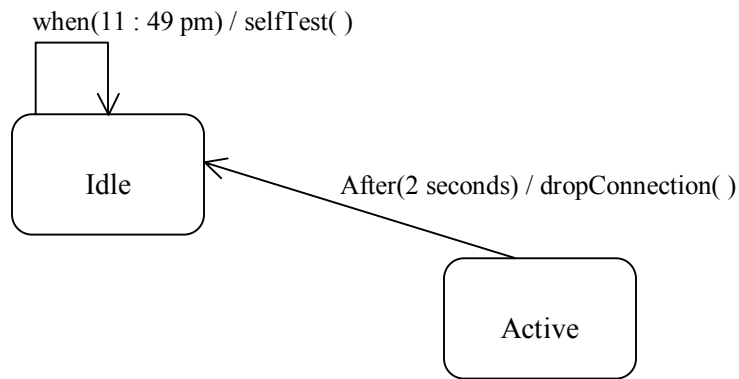 when(11 : 49 pm) / selfTest( )
Idle
After(2 seconds) / dropConnection( )
Active